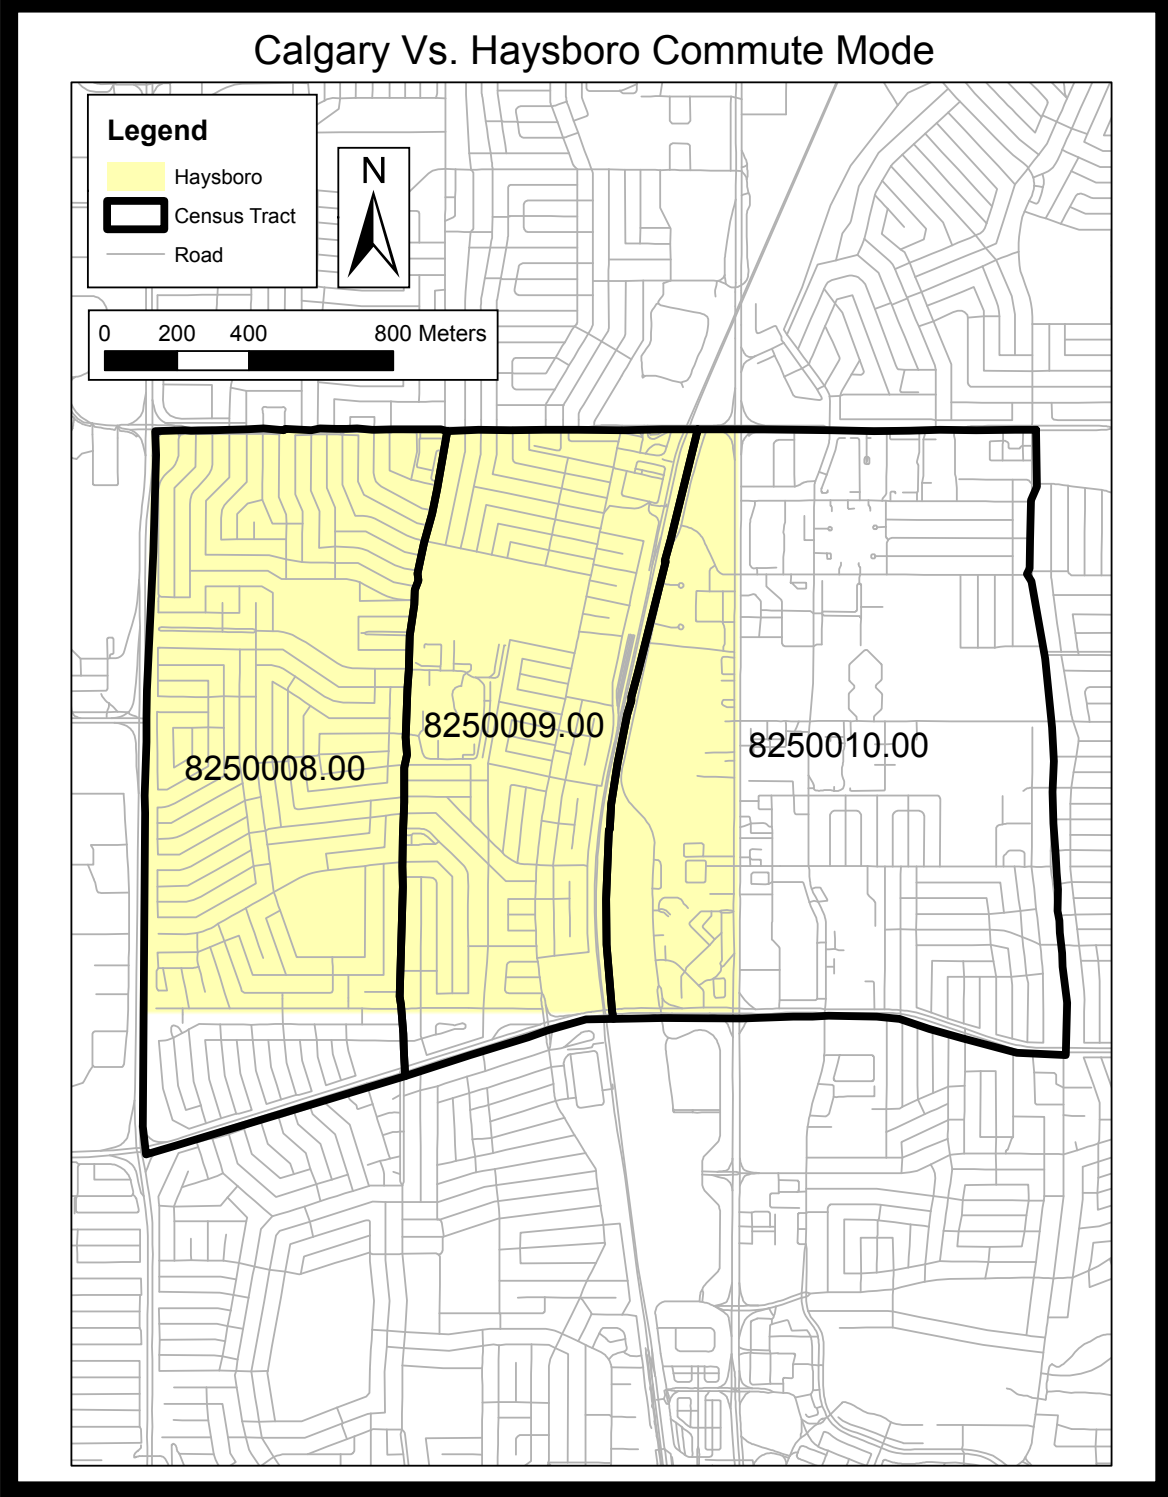 Calgary Vs. Haysboro Commute Mode
Legend
Haysboro
Census Tract
Road
N
0 200 400 800 Meters
8250009.00
8250010.00
8250008.00